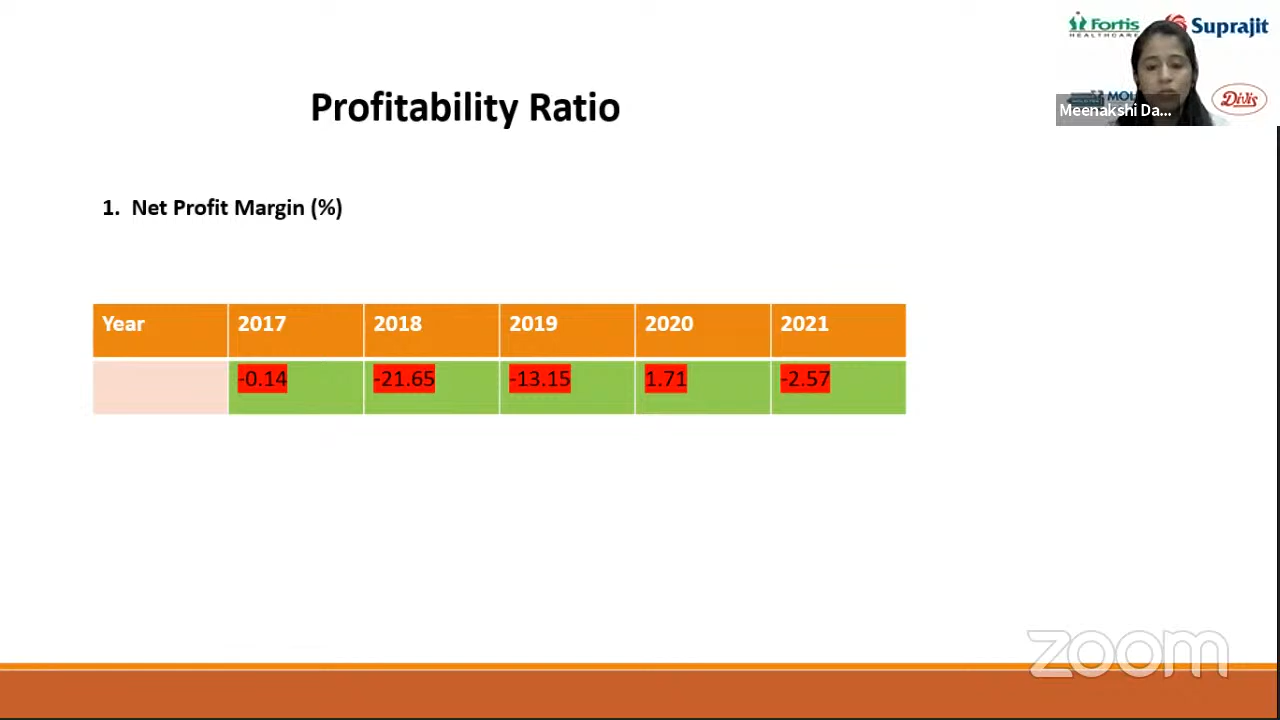 Fortis
HEALTHCARE
Suprajit
Divis
Meenakshi Da...
Profitability Ratio
1. Net Profit Margin (%)
Year 2017 2018 2019 2020 2021
-0.14 -21.65 -13.15 1.71 -2.57
zoom